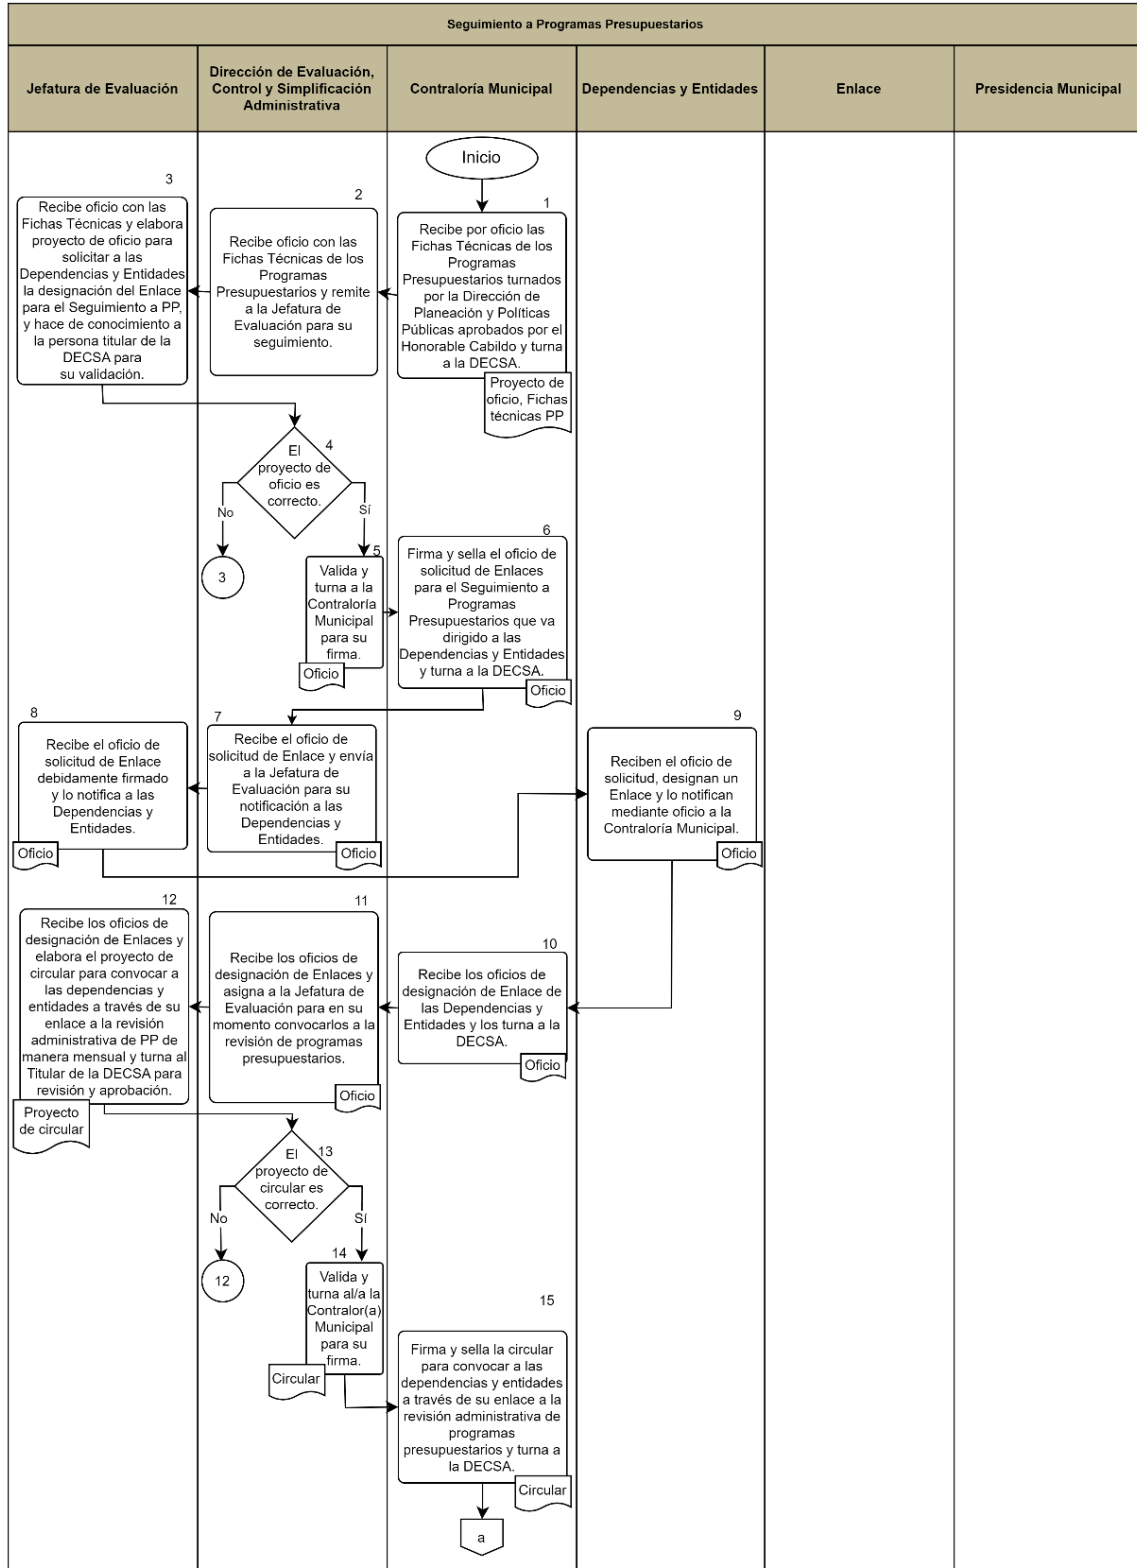 Seguimiento a Programas Presupuestarios
Jefatura de Evaluación
Dirección de Evaluación,
Control y Simplificación
Administrativa
Contraloría Municipal
Dependencias y Entidades
Enlace
Presidencia Municipal
Inicio
1
Recibe por oficio las
Fichas Técnicas de los
Programas
Presupuestarios turnados
por la Dirección de
Planeación y Políticas
Públicas aprobados por el
Honorable Cabildo y turna
a la DECSA.
Proyecto de
oficio, Fichas
técnicas PP
2
Recibe oficio con las
Fichas Técnicas de los
Programas
Presupuestarios y remite
a la Jefatura de
Evaluación para su
seguimiento.
3
Recibe oficio con las
Fichas Técnicas y elabora
proyecto de oficio para
solicitar a las
Dependencias y Entidades
la designación del Enlace
para el Seguimiento a PP,
y hace de conocimiento a
la persona titular de la
DECSA para
su validación.
4
El
proyecto de
oficio es
correcto.
No
Sí
3
5
Valida y
turna a la
Contraloría
Municipal
para su
firma.
Oficio
6
Firma y sella el oficio de
solicitud de Enlaces
para el Seguimiento a
Programas
Presupuestarios que va
dirigido a las
Dependencias y Entidades
y turna a la DECSA.
Oficio
7
Recibe el oficio de
solicitud de Enlace y envía
a la Jefatura de
Evaluación para su
notificación a las
Dependencias y
Entidades.
Oficio
8
Recibe el oficio de
solicitud de Enlace
debidamente firmado
y lo notifica a las
Dependencias y
Entidades.
Oficio
9
Reciben el oficio de
solicitud, designan un
Enlace y lo notifican
mediante oficio a la
Contraloría Municipal.
Oficio
10
Recibe los oficios de
designación de Enlace de
las Dependencias y
Entidades y los turna a la
DECSA.
Oficio
11
Recibe los oficios de
designación de Enlaces y
asigna a la Jefatura de
Evaluación para en su
momento convocarlos a la
revisión de programas
presupuestarios.
Oficio
12
Recibe los oficios de
designación de Enlaces y
elabora el proyecto de
circular para convocar a
las dependencias y
entidades a través de su
enlace a la revisión
administrativa de PP de
manera mensual y turna al
Titular de la DECSA para
revisión y aprobación.
Proyecto
de circular
13
El
proyecto de
circular es
correcto.
No
Sí
12
14
Valida y
turna al/a la
Contralor(a)
Municipal
para su
firma.
Circular
15
Firma y sella la circular
para convocar a las
dependencias y entidades
a través de su enlace a la
revisión administrativa de
programas
presupuestarios y turna a
la DECSA.
Circular
a